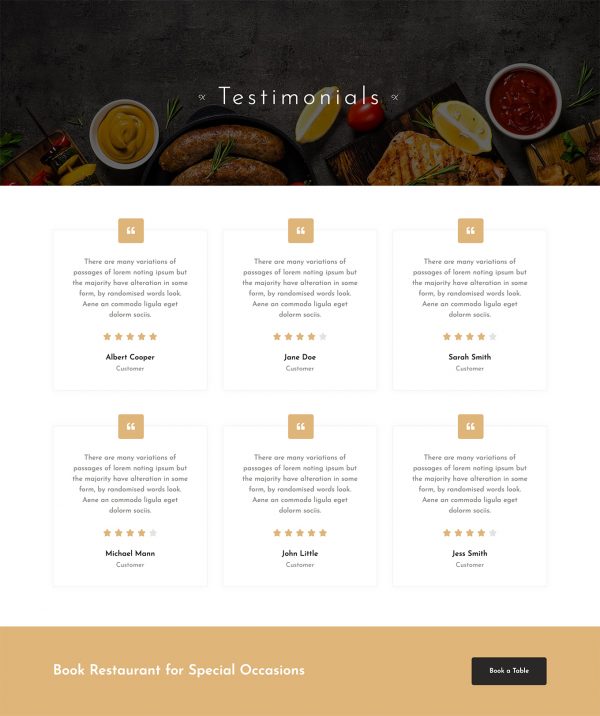 Testimonials
There are many variations of
passages of lorem noting ipsum but
the majority have alteration in some
form, by randomised words look.
Aene an commodo ligula eget
dolorm sociis.
Albert Cooper
Customer
There are many variations of
passages of lorem noting ipsum but
the majority have alteration in some
form, by randomised words look.
Aene an commodo ligula eget
dolorm sociis.
Jane Doe
Customer
There are many variations of
passages of lorem noting ipsum but
the majority have alteration in some
form, by randomised words look.
Aene an commodo ligula eget
dolorm sociis.
Sarah Smith
Customer
There are many variations of
passages of lorem noting ipsum but
the majority have alteration in some
form, by randomised words look.
Aene an commodo ligula eget
dolorm sociis.
Michael Mann
Customer
There are many variations of
passages of lorem noting ipsum but
the majority have alteration in some
form, by randomised words look.
Aene an commodo ligula eget
dolorm sociis.
John Little
Customer
There are many variations of
passages of lorem noting ipsum but
the majority have alteration in some
form, by randomised words look.
Aene an commodo ligula eget
dolorm sociis.
Jess Smith
Customer
Book Restaurant for Special Occasions
Book a Table